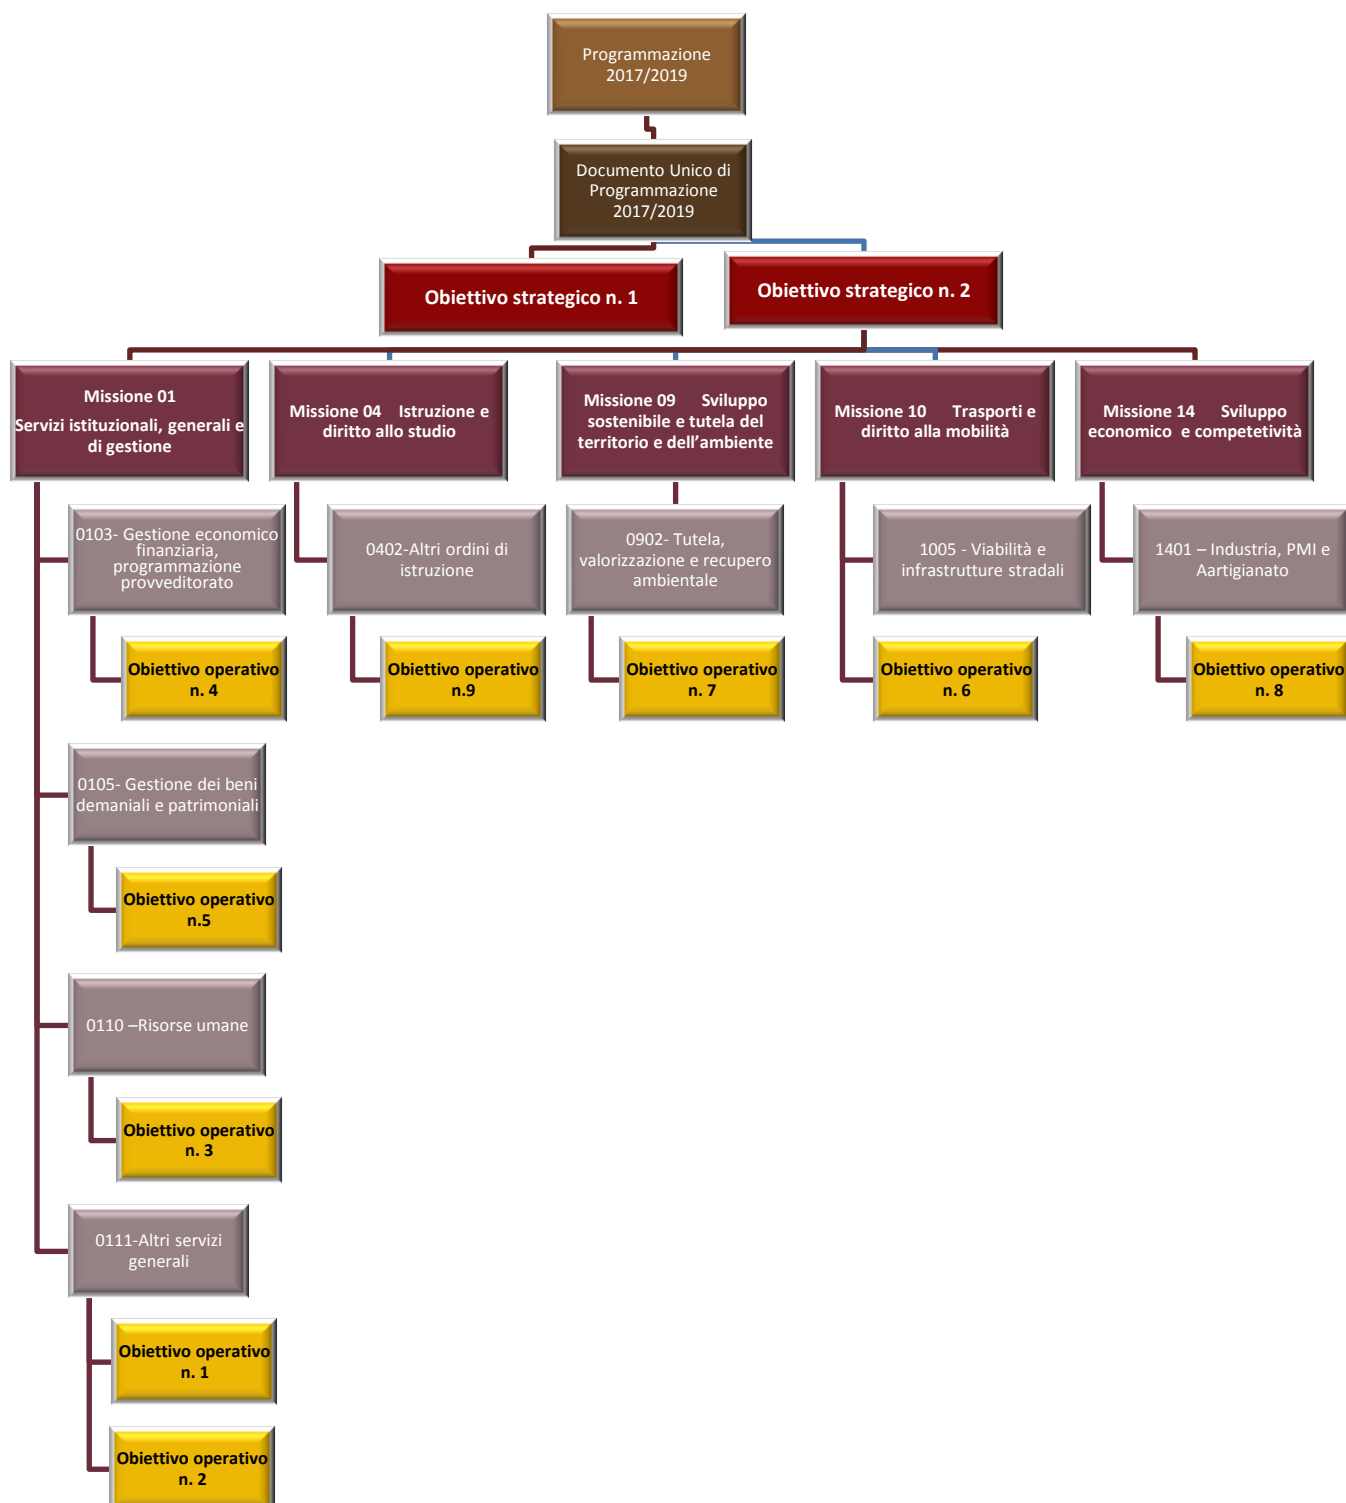 Programmazione
2017/2019
Documento Unico di
Programmazione
2017/2019
Obiettivo strategico n. 1
Obiettivo strategico n. 2
Missione 01
Servizi istituzionali, generali e
di gestione
Missione 04 Istruzione e
diritto allo studio
Missione 09 Sviluppo
sostenibile e tutela del
territorio e dell’ambiente
Missione 10 Trasporti e
diritto alla mobilità
Missione 14 Sviluppo
economico e competetività
0103- Gestione economico
finanziaria,
programmazione
provveditorato
0402-Altri ordini di
istruzione
0902- Tutela,
valorizzazione e recupero
ambientale
1005 - Viabilità e
infrastrutture stradali
1401 – Industria, PMI e
Aartigianato
Obiettivo operativo
n. 4
Obiettivo operativo
n.9
Obiettivo operativo
n. 7
Obiettivo operativo
n. 6
Obiettivo operativo
n. 8
0105- Gestione dei beni
demaniali e patrimoniali
Obiettivo operativo
n.5
0110 –Risorse umane
Obiettivo operativo
n. 3
0111-Altri servizi
generali
Obiettivo operativo
n. 1
Obiettivo operativo
n. 2